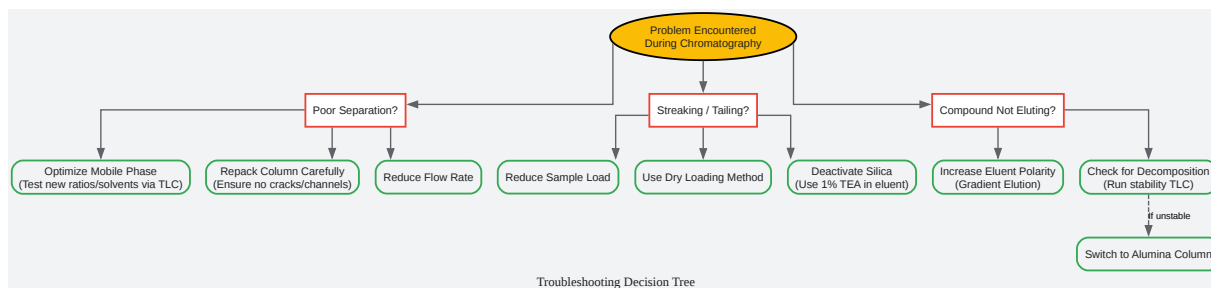 Problem Encountered
During Chromatography
Poor Separation?
Streaking / Tailing?
Compound Not Eluting?
Optimize Mobile Phase
(Test new ratios/solvents via TLC)
Repack Column Carefully
(Ensure no cracks/channels)
Reduce Flow Rate
Reduce Sample Load
Use Dry Loading Method
Deactivate Silica
(Use 1% TEA in eluent)
Increase Eluent Polarity
(Gradient Elution)
Check for Decomposition
(Run stability TLC)
If unstable
Switch to Alumina Column
Troubleshooting Decision Tree